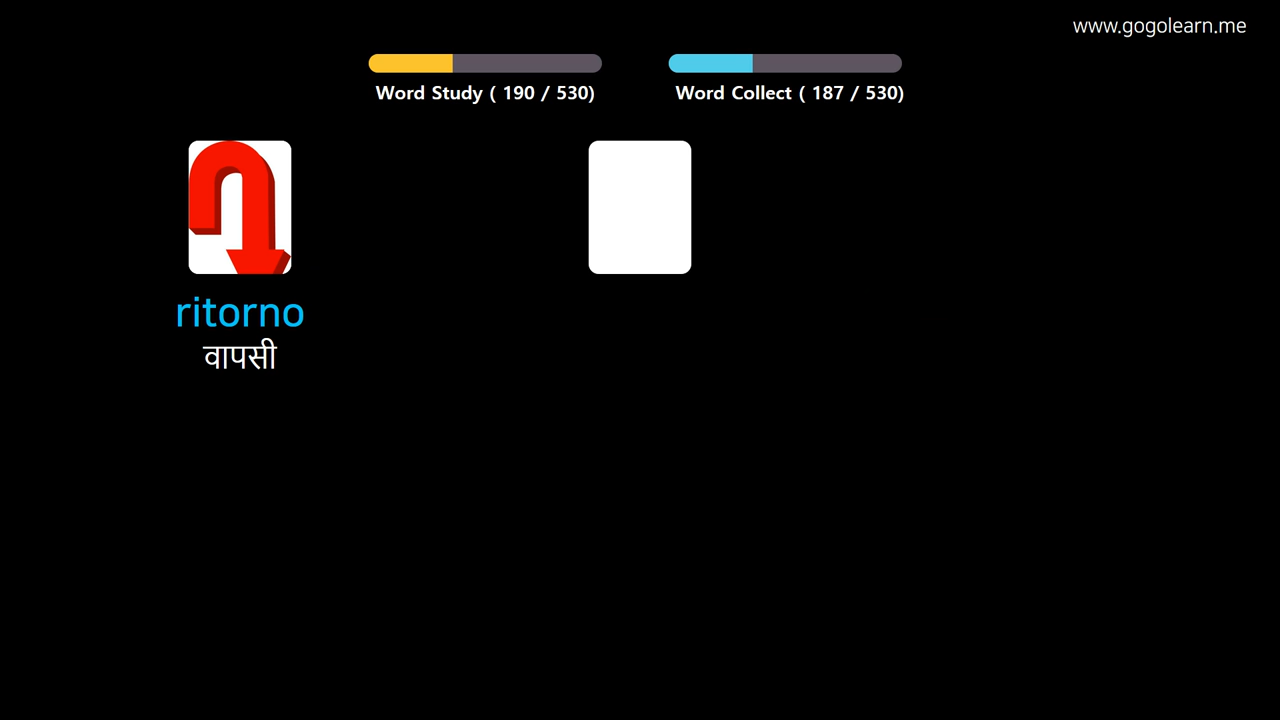 www.gogolearn.me
Word Study ( 190 / 530)
Word Collect ( 187 / 530)
ritorno
वापसी